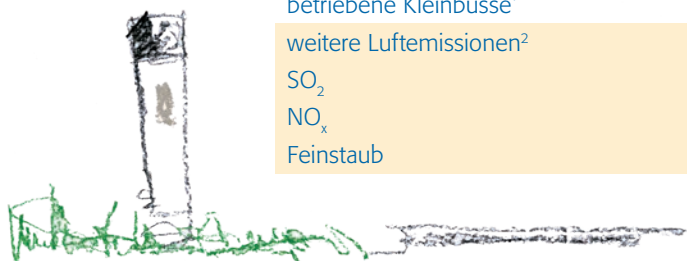 betriebene Kleinbusse
weitere Luftemissionen²
SO₂
NOₓ
Feinstaub